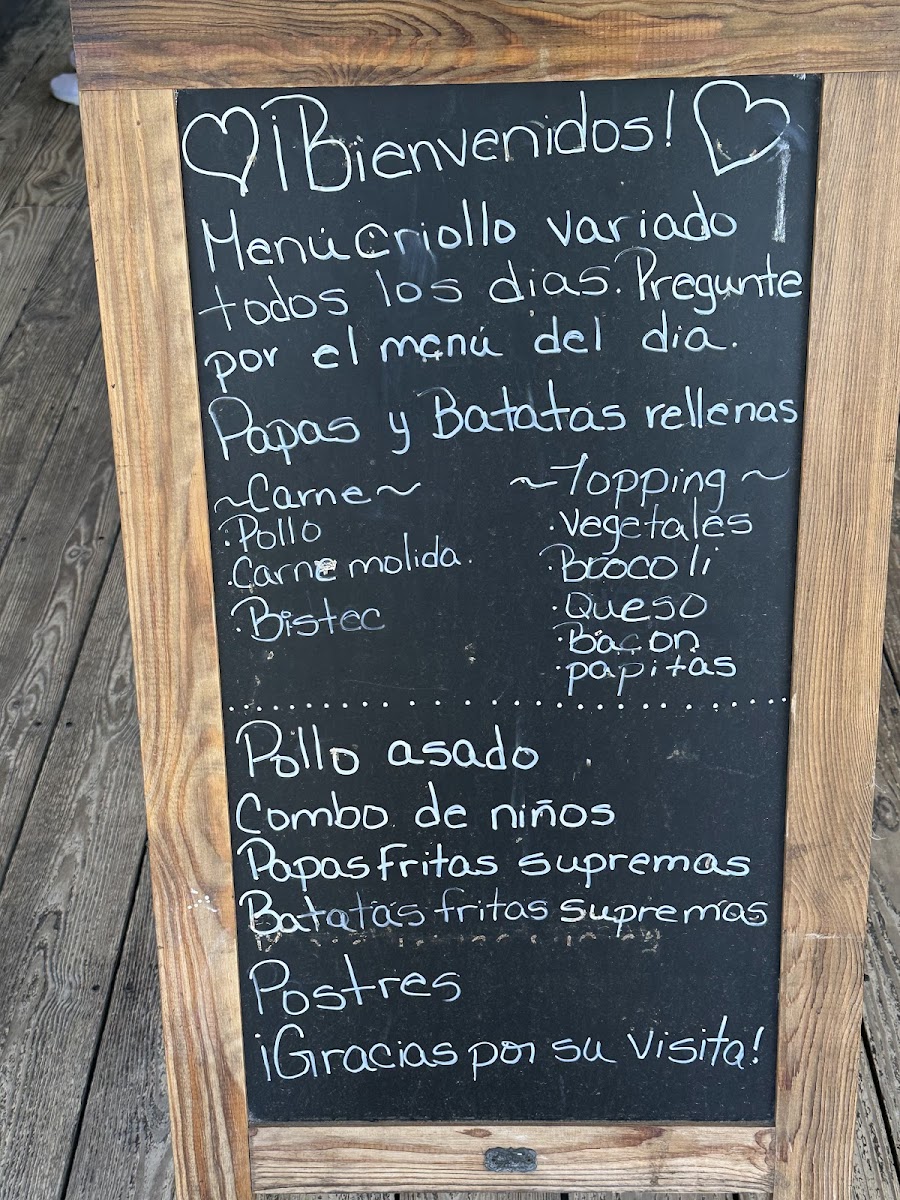 ¡Bienvenidos!
Menú criollo variado
todos los dias. Pregunte
por el menú del dia.
Papas y Batatas rellenas
~Carne~
· Pollo
· Carne molida.
· Bistec
~Topping~
· Vegetales
· Brocoli
· Queso
· Bacon
· papitas
Pollo asado
Combo de niños
Papas fritas supremas
Batatas fritas supremas
Postres
¡Gracias por su visita!